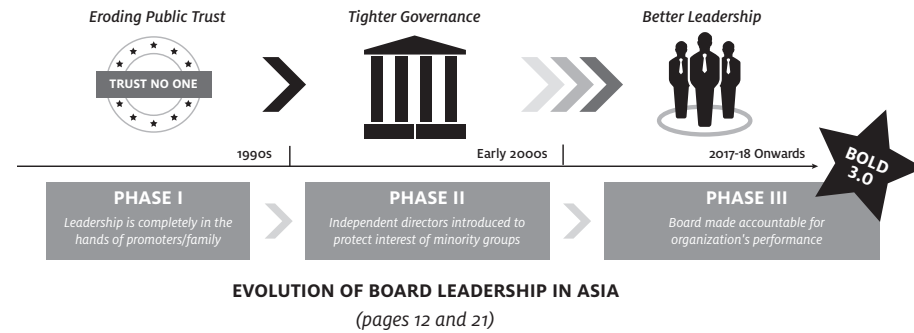 Eroding Public Trust
Tighter Governance
Better Leadership
TRUST NO ONE
1990s
Early 2000s
2017-18 Onwards
BOLD
3.0
PHASE I
Leadership is completely in the
hands of promoters/family
PHASE II
Independent directors introduced to
protect interest of minority groups
PHASE III
Board made accountable for
organization's performance
EVOLUTION OF BOARD LEADERSHIP IN ASIA
(pages 12 and 21)